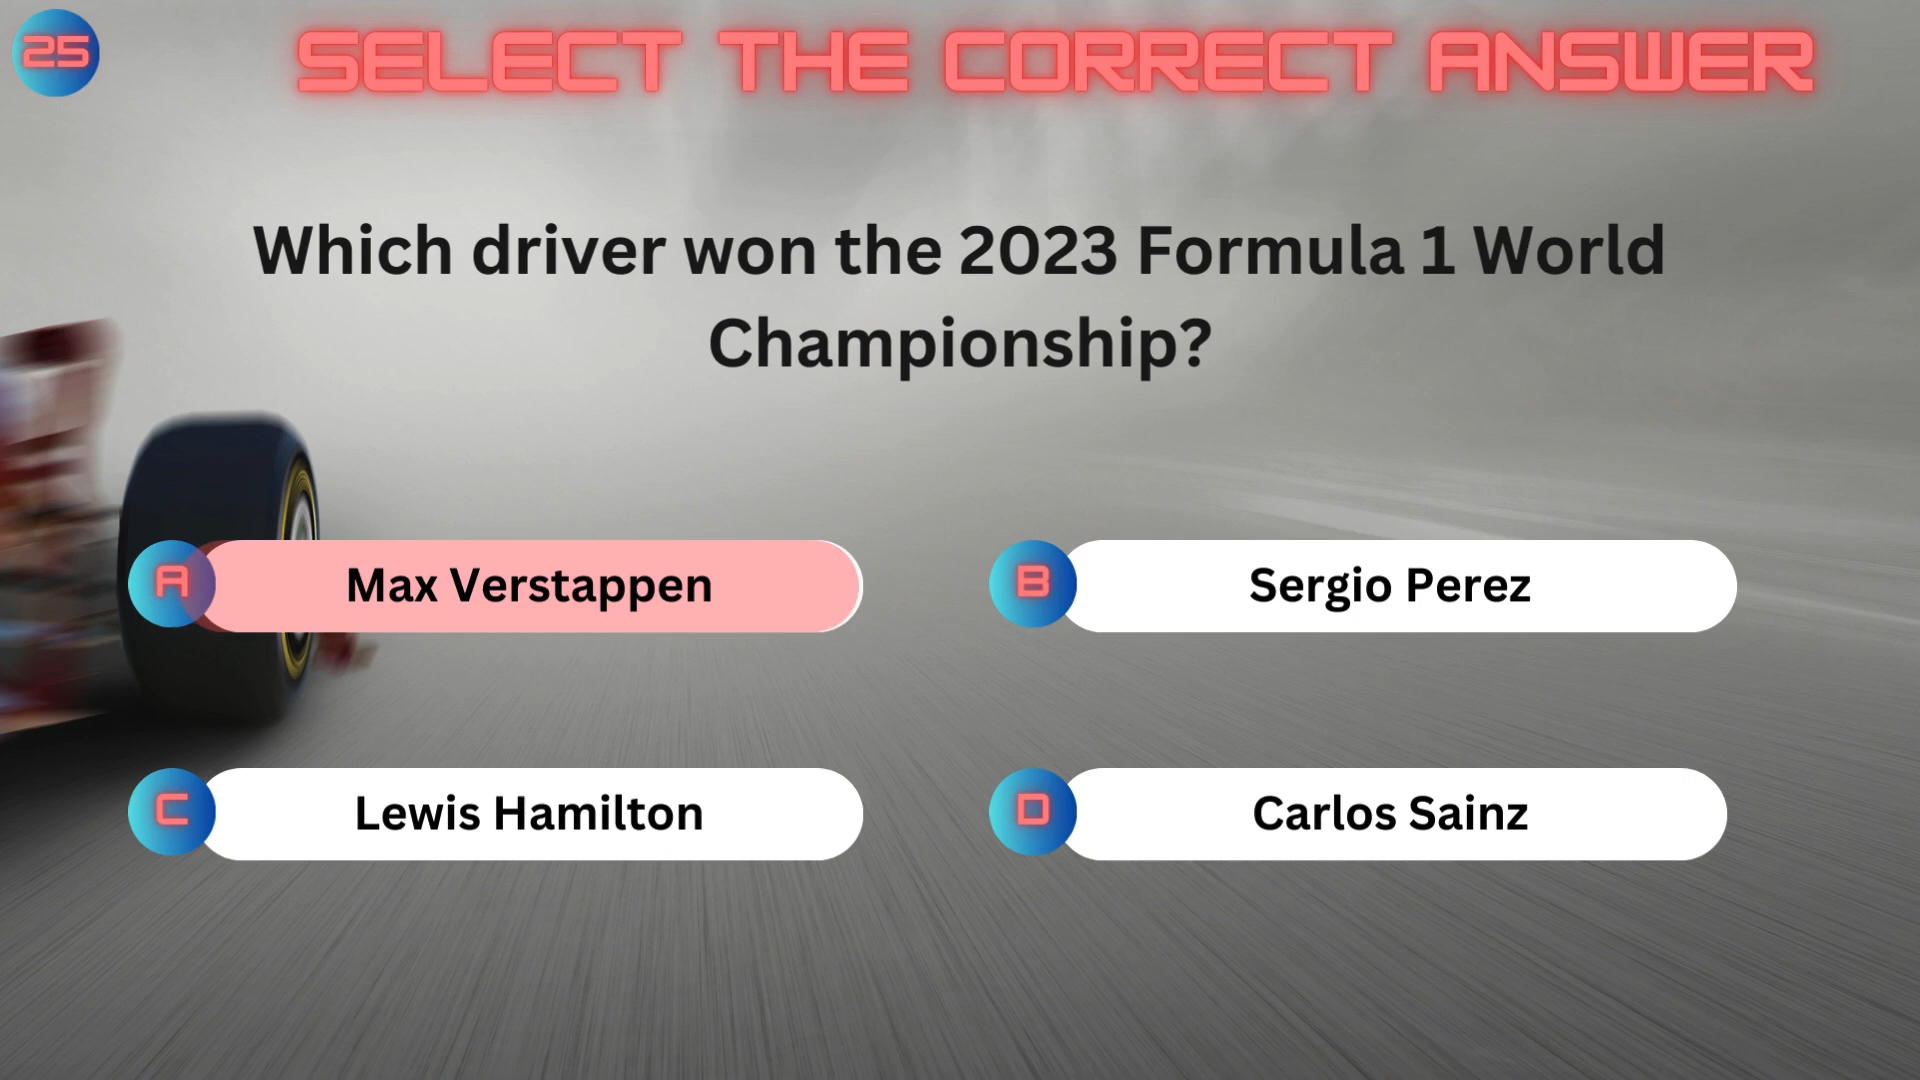 25
SELECT THE CORRECT ANSWER
Which driver won the 2023 Formula 1 World
Championship?
A Max Verstappen
B Sergio Perez
C Lewis Hamilton
D Carlos Sainz